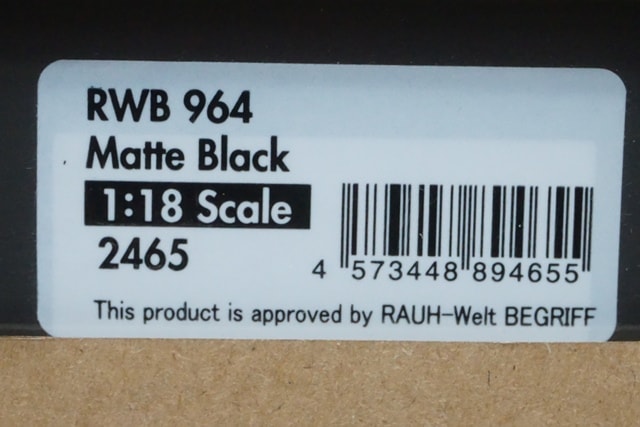 RWB 964
Matte Black
1:18 Scale
2465
4 573448 894655
This product is approved by RAUH-Welt BEGRIFF